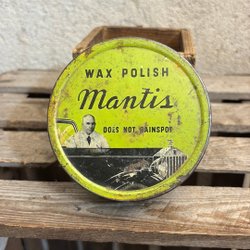 WAX POLISH
Mantis
DOES NOT RAINSPOT